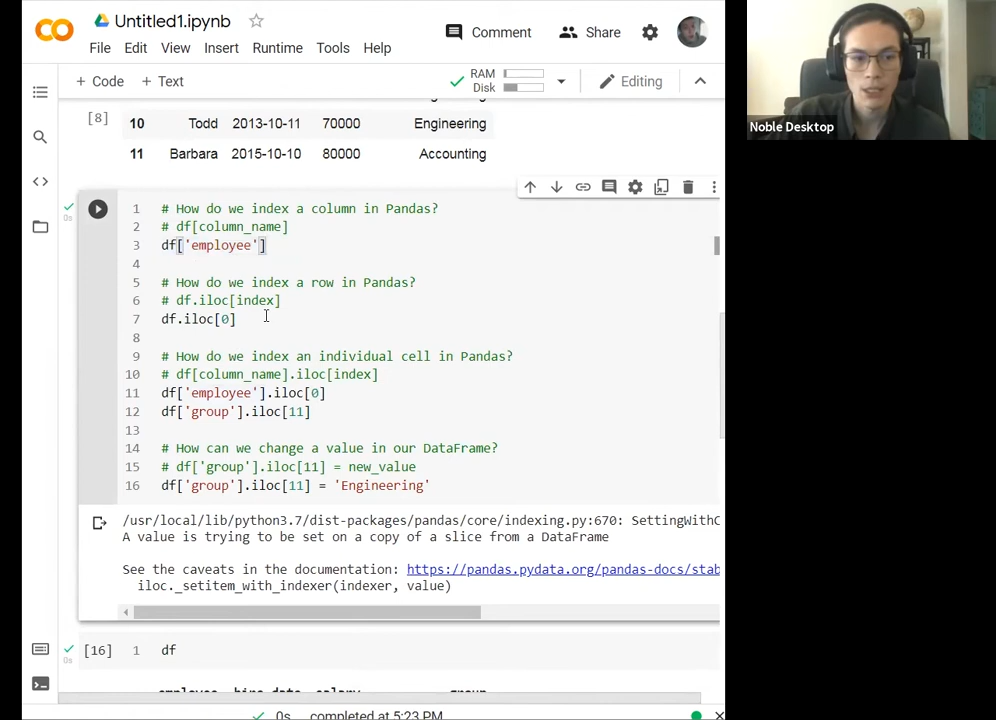 Untitled1.ipynb
File Edit View Insert Runtime Tools Help
Comment Share
+ Code + Text
RAM
Disk
Editing
Noble Desktop
[8]
10 Todd 2013-10-11 70000 Engineering
11 Barbara 2015-10-10 80000 Accounting
0s
1 # How do we index a column in Pandas?
2 # df[column_name]
3 df['employee']
4
5 # How do we index a row in Pandas?
6 # df.iloc[index]
7 df.iloc[0]
8
9 # How do we index an individual cell in Pandas?
10 # df[column_name].iloc[index]
11 df['employee'].iloc[0]
12 df['group'].iloc[11]
13
14 # How can we change a value in our DataFrame?
15 # df['group'].iloc[11] = new_value
16 df['group'].iloc[11] = 'Engineering'
/usr/local/lib/python3.7/dist-packages/pandas/core/indexing.py:670: SettingWithC
A value is trying to be set on a copy of a slice from a DataFrame
See the caveats in the documentation: https://pandas.pydata.org/pandas-docs/stab
iloc._setitem_with_indexer(indexer, value)
[16] 1 df
0s
employee hire_date salary group
0s completed at 5:23 PM